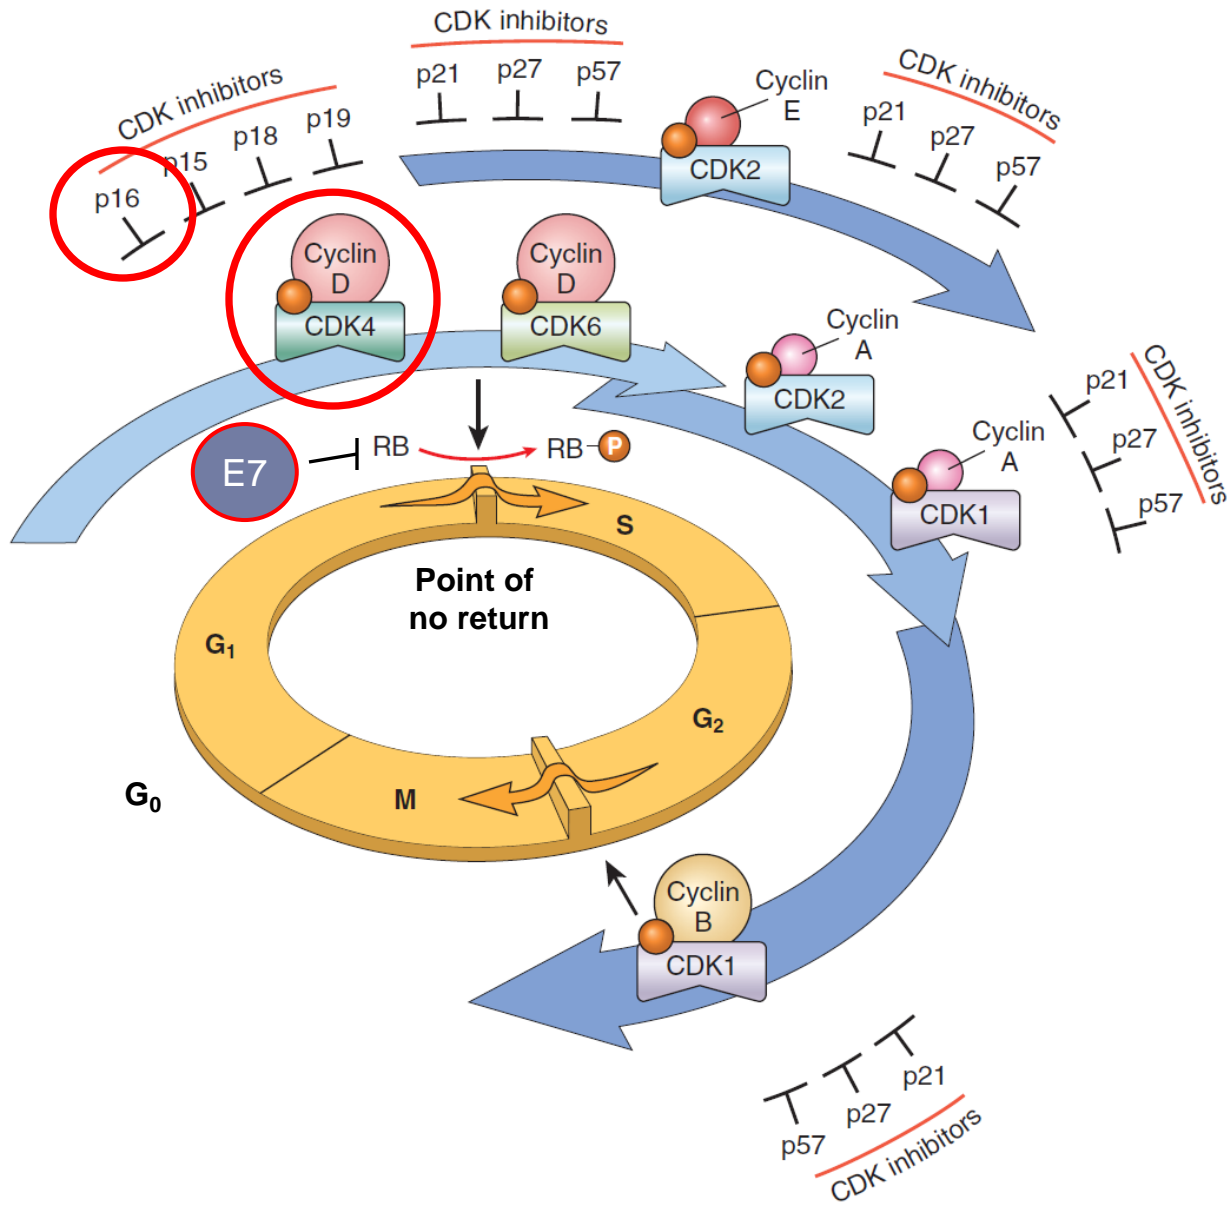 CDK inhibitors
p21
p27
p57
CDK inhibitors
p16
p15
p18
p19
Cyclin
E
CDK2
CDK inhibitors
p21
p27
p57
Cyclin
D
CDK4
Cyclin
D
CDK6
Cyclin
A
CDK2
CDK inhibitors
p21
p27
p57
Cyclin
A
CDK1
E7
RB
RB
P
S
Point of
no return
G₁
G₂
M
G₀
Cyclin
B
CDK1
p21
p27
p57
CDK inhibitors